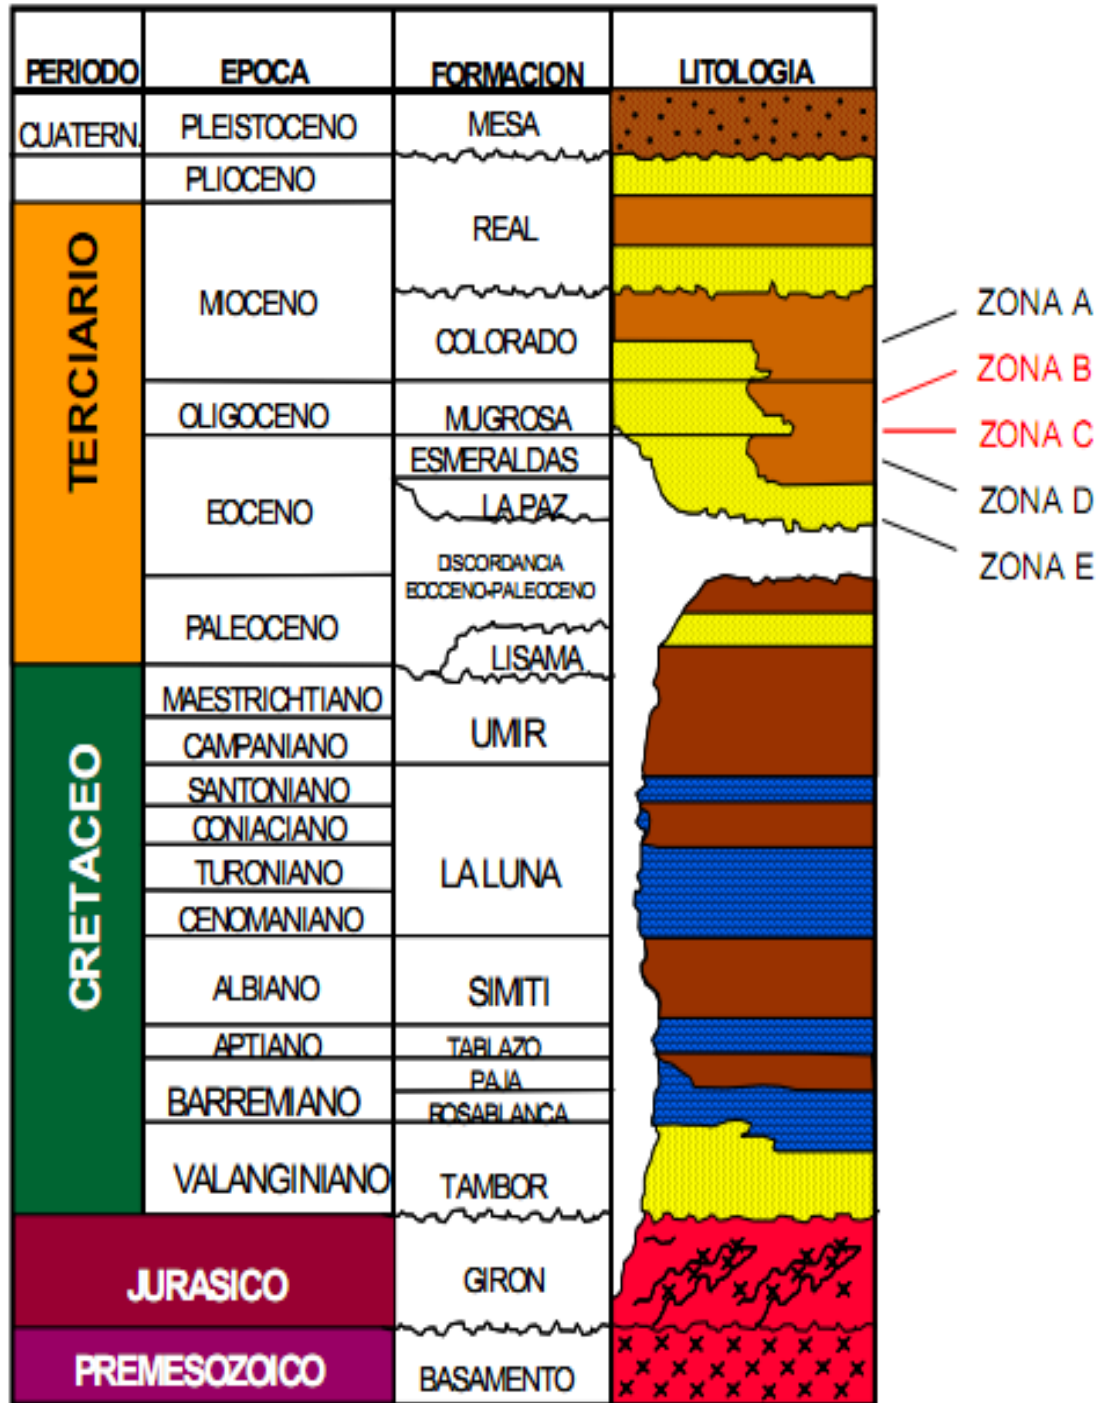 PERIODO EPOCA FORMACION LITOLOGIA
CUATERN. PLEISTOCENO MESA
PLIOCENO
REAL
TERCIARIO
MIOCENO
ZONA A
COLORADO
ZONA B
OLIGOCENO MUGROSA
ZONA C
ESMERALDAS
EOCENO LA PAZ
ZONA D
DISCORDANCIA
EOCCENO-PALEOCENO
ZONA E
PALEOCENO
LISAMA
CRETACEO
MAESTRICHTIANO
UMIR
CAMPANIANO
SANTONIANO
CONIACIANO
TURONIANO LA LUNA
CENOMANIANO
ALBIANO SIMITI
APTIANO TABLAZO
PAJA
BARREMIANO ROSABLANCA
VALANGINIANO TAMBOR
JURASICO GIRON
PREMESOZOICO BASAMENTO